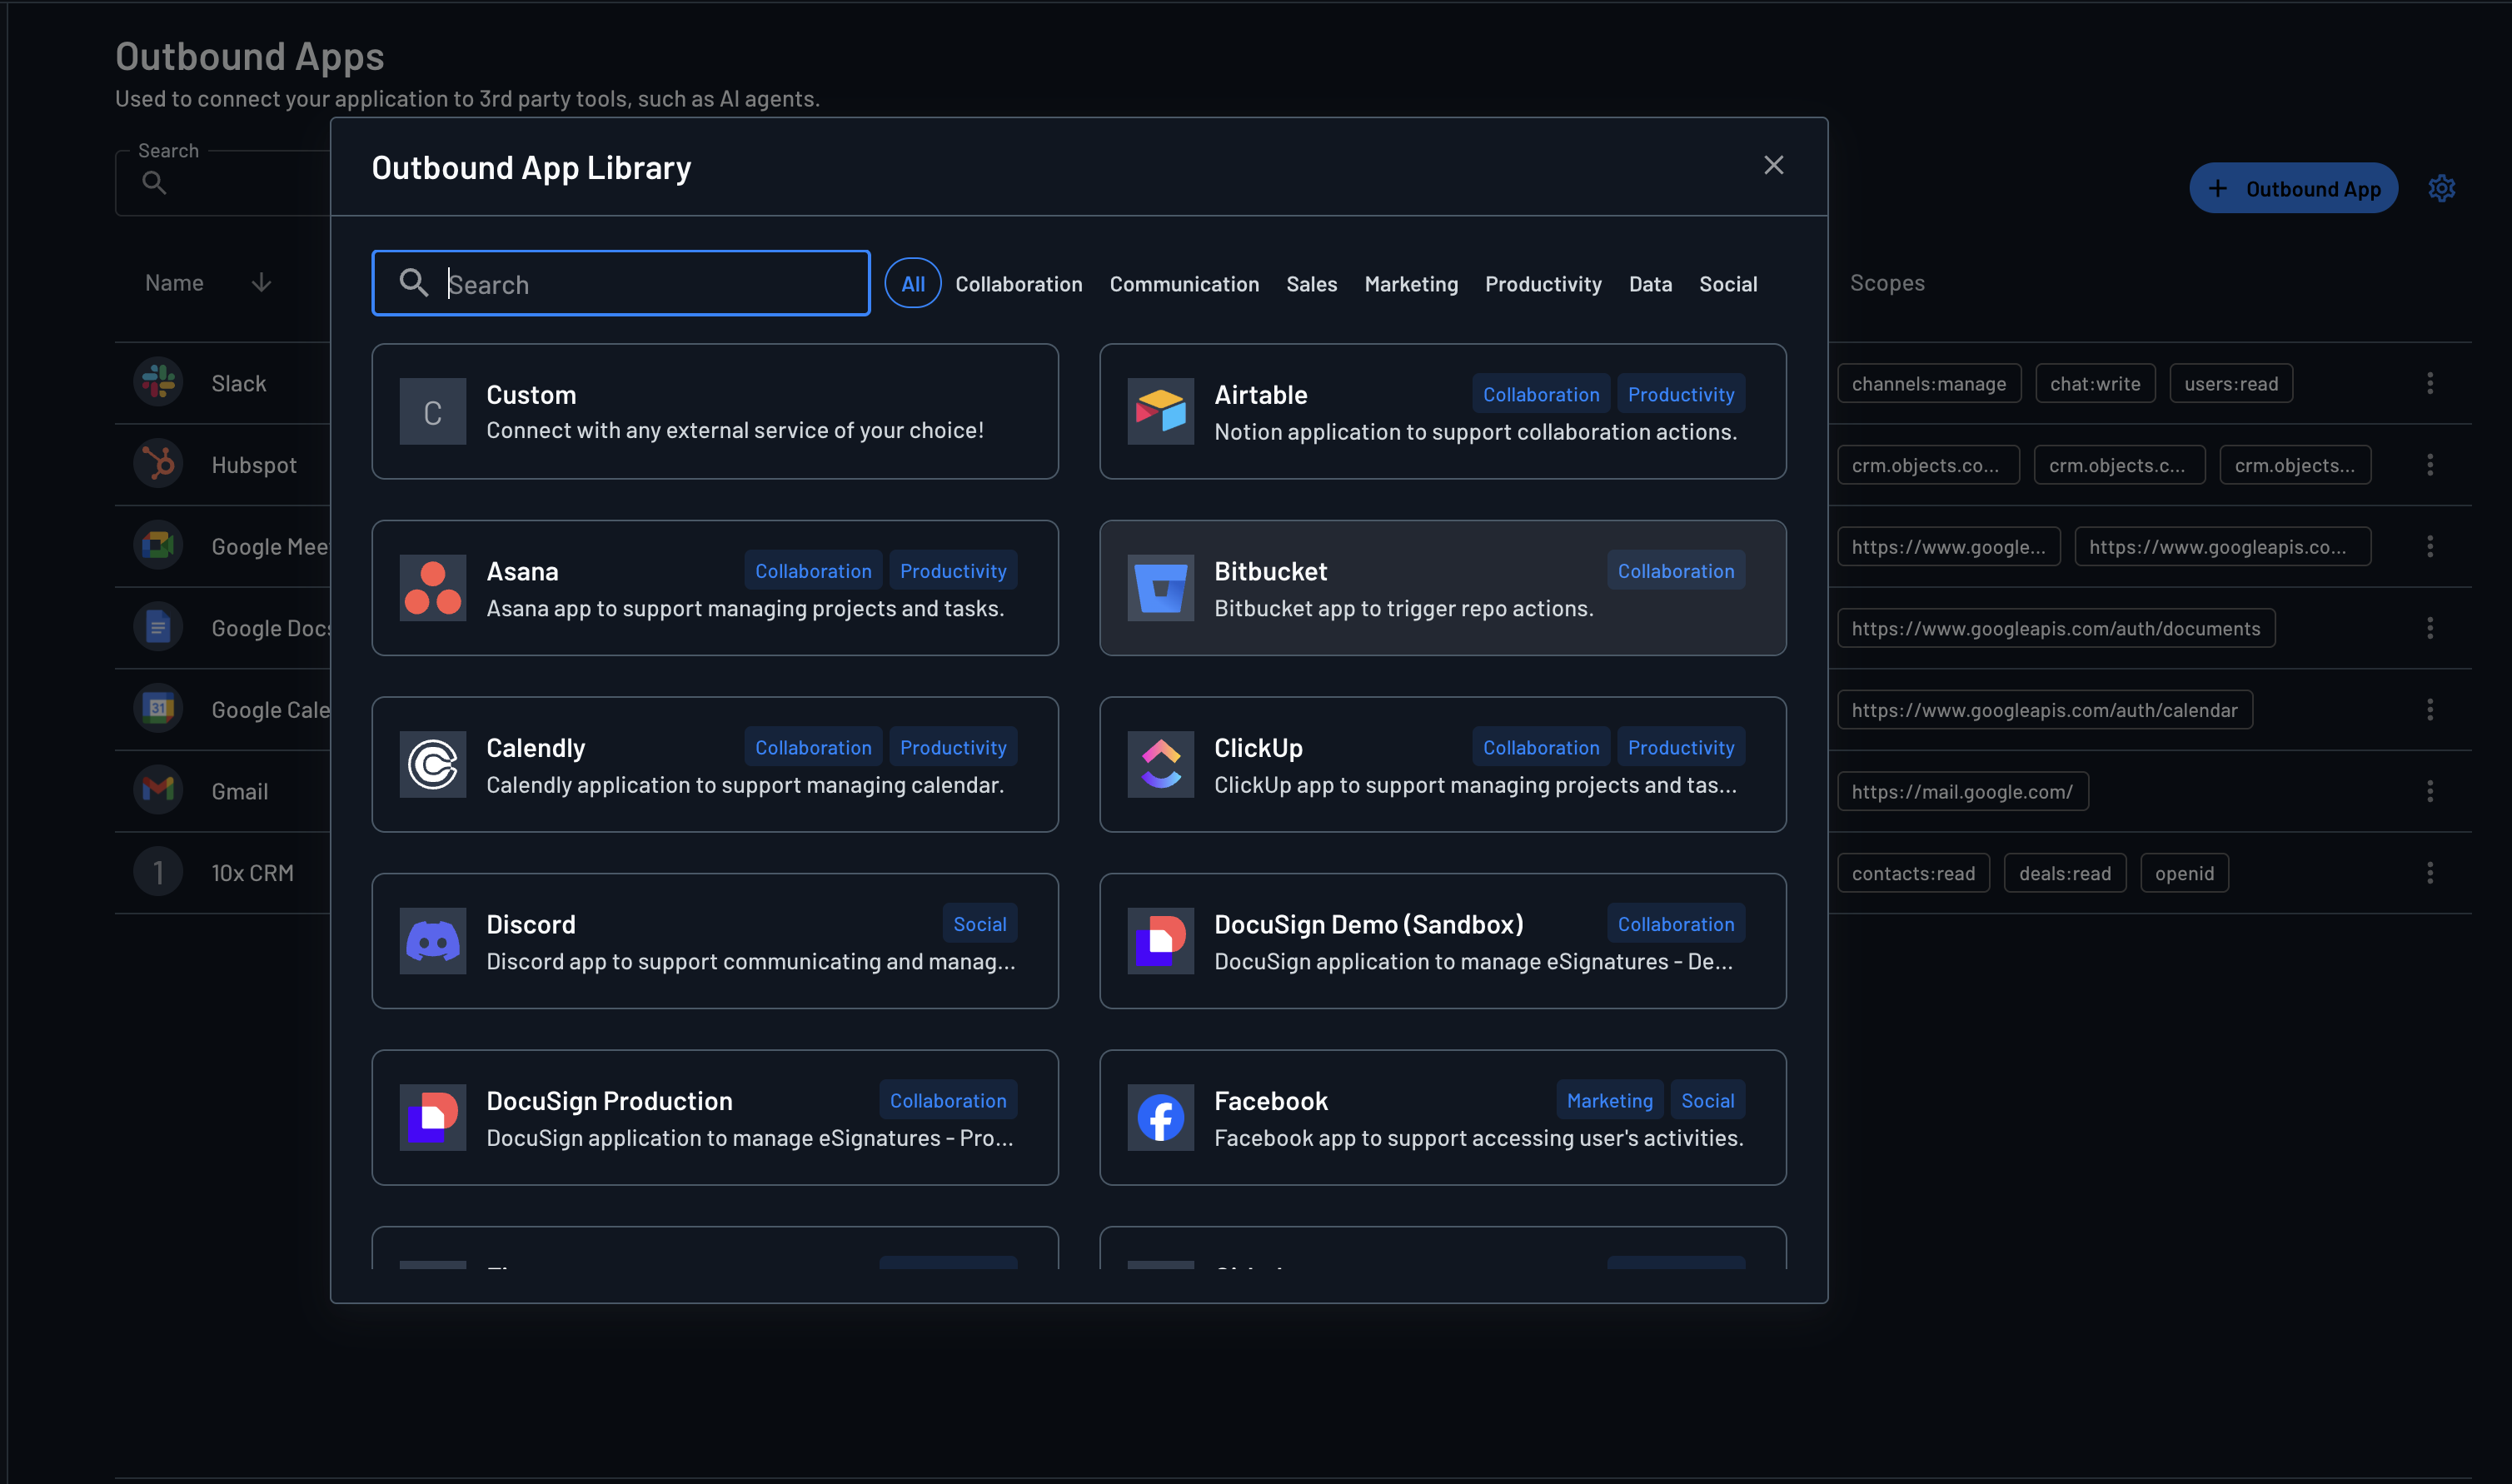 Outbound Apps
Used to connect your application to 3rd party tools, such as AI agents.
Search
Outbound App
Name
Scopes
Slack
channels:manage chat:write users:read
Hubspot
crm.objects.co... crm.objects.c... crm.objects...
Google Mee
https://www.google... https://www.googleapis.co...
Google Docs
https://www.googleapis.com/auth/documents
Google Cale
https://www.googleapis.com/auth/calendar
Gmail
https://mail.google.com/
1 10x CRM
contacts:read deals:read openid
Outbound App Library
Search
All Collaboration Communication Sales Marketing Productivity Data Social
C
Custom
Connect with any external service of your choice!
Airtable Collaboration Productivity
Notion application to support collaboration actions.
Asana Collaboration Productivity
Asana app to support managing projects and tasks.
Bitbucket Collaboration
Bitbucket app to trigger repo actions.
Calendly Collaboration Productivity
Calendly application to support managing calendar.
ClickUp Collaboration Productivity
ClickUp app to support managing projects and tas...
Discord Social
Discord app to support communicating and manag...
DocuSign Demo (Sandbox) Collaboration
DocuSign application to manage eSignatures - De...
DocuSign Production Collaboration
DocuSign application to manage eSignatures - Pro...
Facebook Marketing Social
Facebook app to support accessing user's activities.